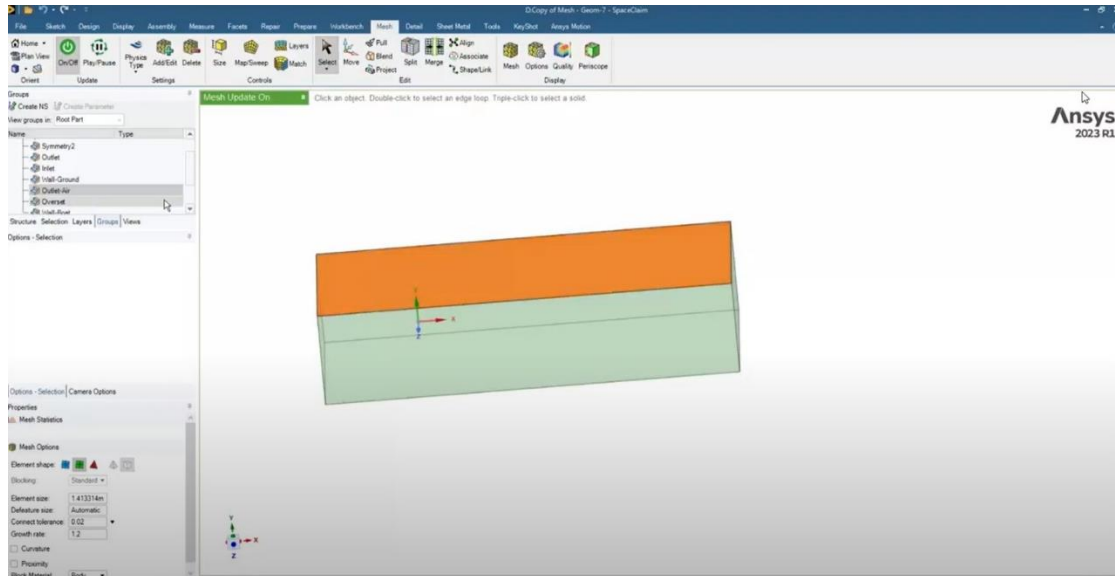 D:Copy of Mesh - Geom-7 - SpaceClaim
File Sketch Design Display Assembly Measure Facets Repair Prepare Workbench Mesh Detail Sheet Metal Tools KeyShot Ansys Motion
Home
Plan View
On/Off Play/Pause Physics Type Add/Edit Delete Size Map/Sweep Layers Match Select Move Pull Blend Project Split Merge Align Associate ShapeLink Mesh Options Quality Periscope
Orient Update Settings Controls Edit Display
Groups
Mesh Update On Click an object. Double-click to select an edge loop. Triple-click to select a solid.
Create NS Create Parameter
View groups in: Root Part
Name Type
Symmetry2
Outlet
Inlet
Wall-Ground
Outlet-Air
Overset
Wall-Boat
Structure Selection Layers Groups Views
Options - Selection
Ansys
2023 R1
Y
X
Z
Options - Selection Camera Options
Properties
Mesh Statistics
Mesh Options
Element shape:
Blocking: Standard
Element size: 1.413314m
Defeature size: Automatic
Connect tolerance: 0.02
Growth rate: 1.2
Curvature
Proximity
Block Material: Body
Y
X
Z